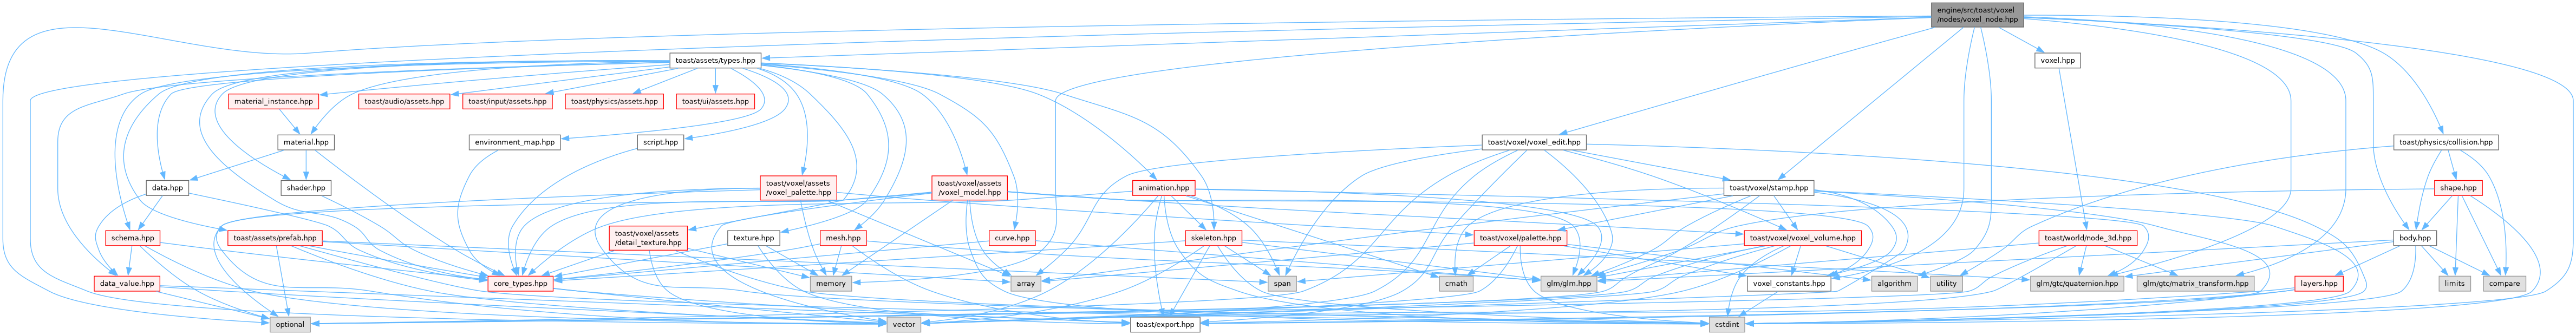 engine/src/toast/voxel
/nodes/voxel_node.hpp
toast/assets/types.hpp
voxel.hpp
material_instance.hpp
toast/audio/assets.hpp
toast/input/assets.hpp
toast/physics/assets.hpp
toast/ui/assets.hpp
material.hpp
environment_map.hpp
script.hpp
toast/voxel/voxel_edit.hpp
toast/physics/collision.hpp
data.hpp
shader.hpp
toast/voxel/assets
/voxel_palette.hpp
toast/voxel/assets
/voxel_model.hpp
animation.hpp
toast/voxel/stamp.hpp
shape.hpp
schema.hpp
toast/assets/prefab.hpp
toast/voxel/assets
/detail_texture.hpp
texture.hpp
mesh.hpp
curve.hpp
skeleton.hpp
toast/voxel/palette.hpp
toast/voxel/voxel_volume.hpp
toast/world/node_3d.hpp
body.hpp
data_value.hpp
core_types.hpp
memory
array
span
cmath
glm/glm.hpp
voxel_constants.hpp
algorithm
utility
glm/gtc/quaternion.hpp
glm/gtc/matrix_transform.hpp
layers.hpp
limits
compare
optional
vector
toast/export.hpp
cstdint